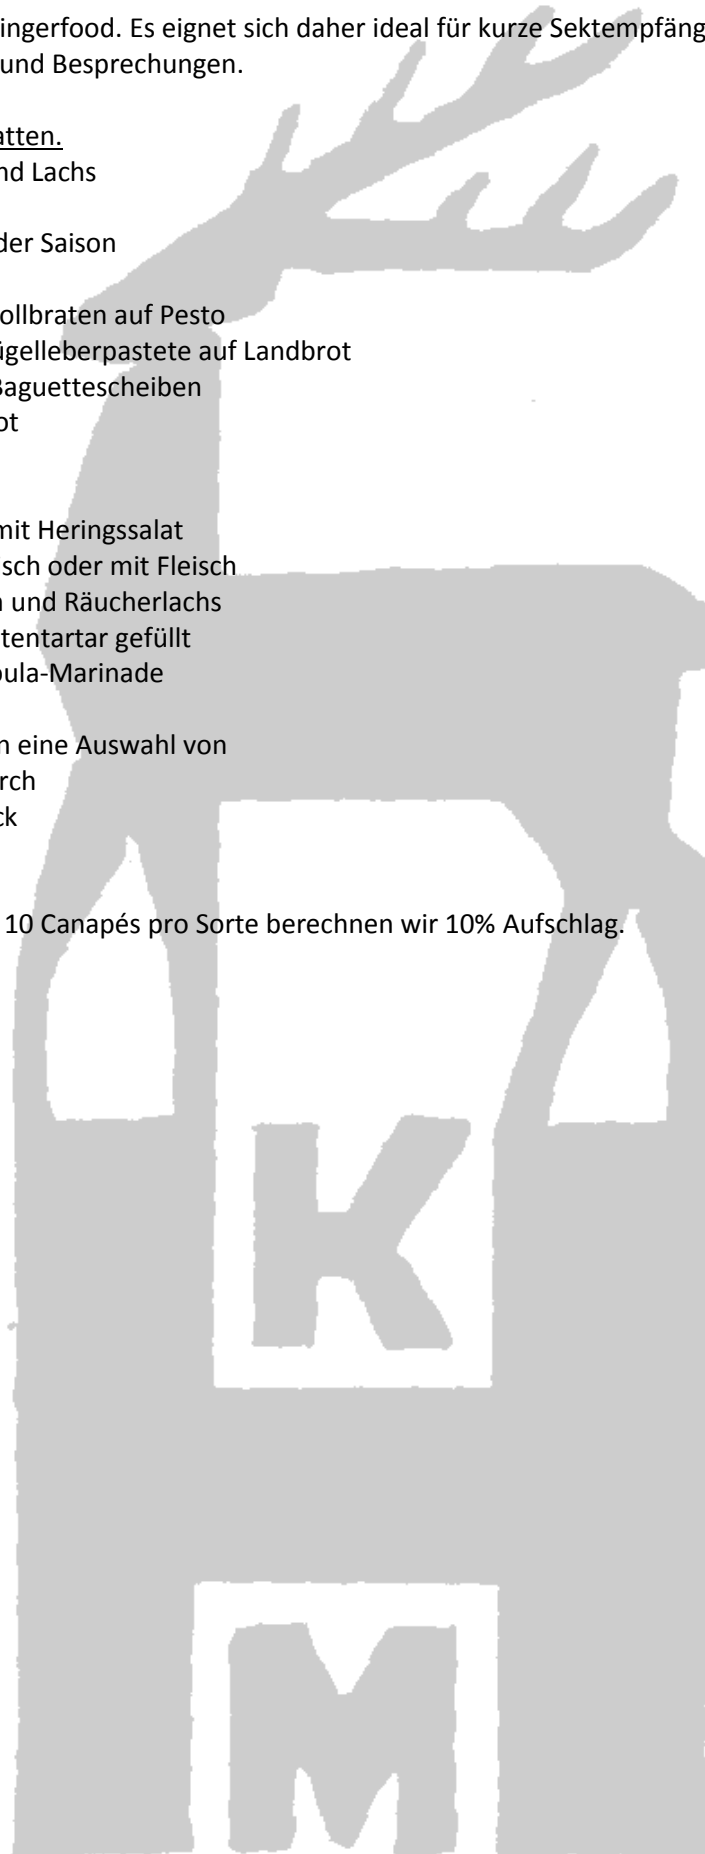 ingerfood. Es eignet sich daher ideal für kurze Sektempfäng
und Besprechungen.
atten.
nd Lachs
der Saison
ollbraten auf Pesto
ügelleberpastete auf Landbrot
Baguettescheiben
ot
mit Heringssalat
isch oder mit Fleisch
n und Räucherlachs
tentartar gefüllt
oula-Marinade
n eine Auswahl von
rch
ck
10 Canapés pro Sorte berechnen wir 10% Aufschlag.
K
M